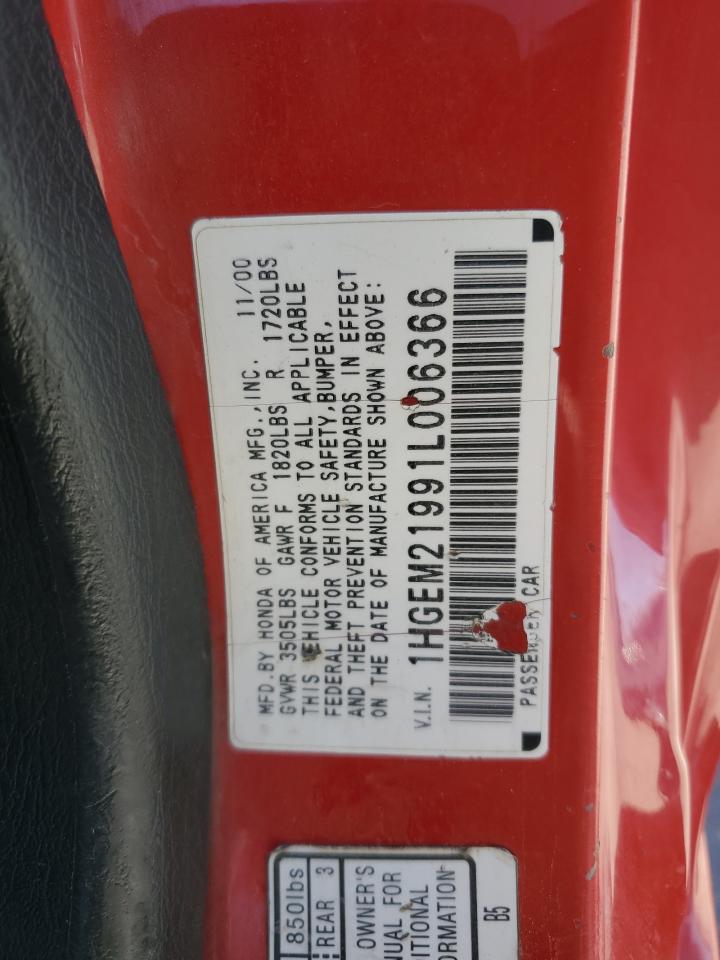 MFD.BY HONDA OF AMERICA MFG.,INC. 11/00
GVWR 3505LBS GAWR F 1820LBS R 1720LBS
THIS VEHICLE CONFORMS TO ALL APPLICABLE
FEDERAL MOTOR VEHICLE SAFETY,BUMPER,
AND THEFT PREVENTION STANDARDS IN EFFECT
ON THE DATE OF MANUFACTURE SHOWN ABOVE:
V.I.N. 1HGEM21991L006366
PASSENGER CAR
850lbs
REAR 3
OWNER'S
NUAL FOR
ITIONAL
ORMATION
B5